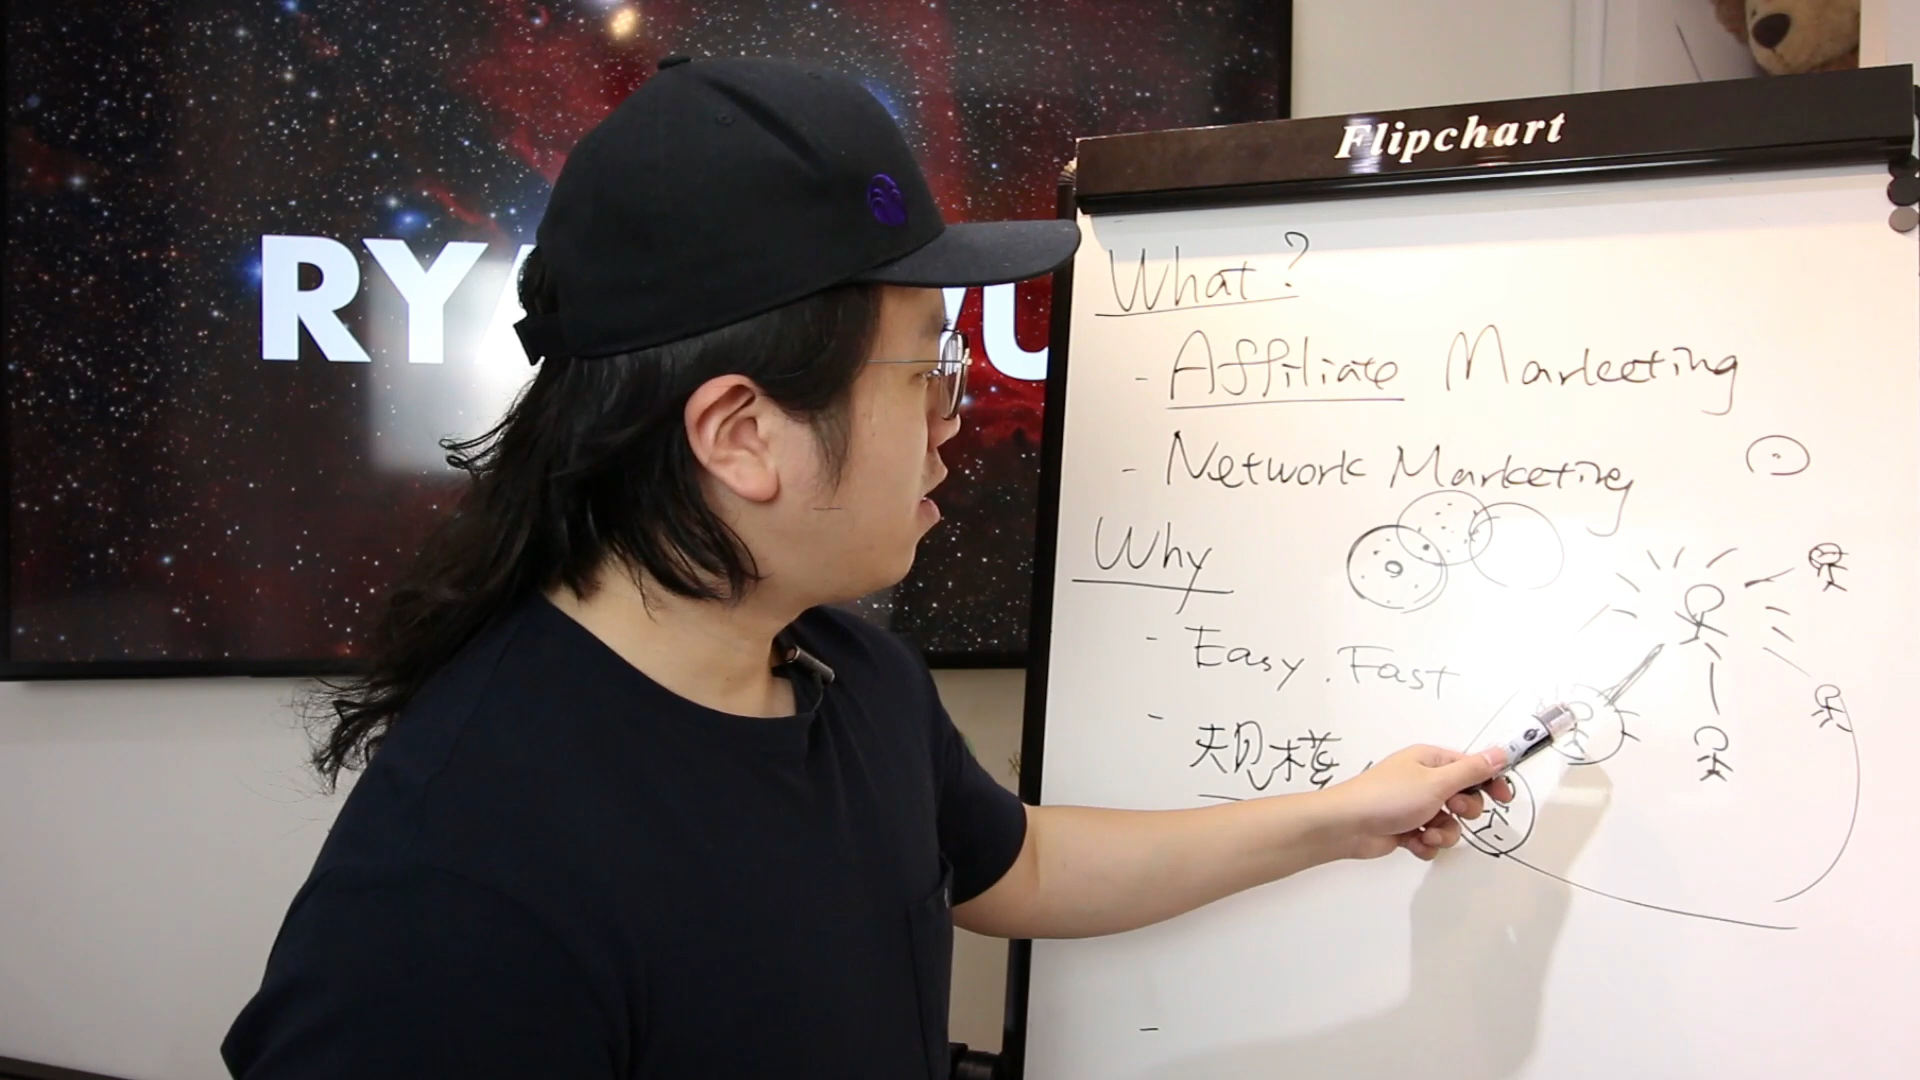 RY
Flipchart
What?
- Affiliate Marketing
- Network Marketing
Why
- Easy. Fast
- 规模
-